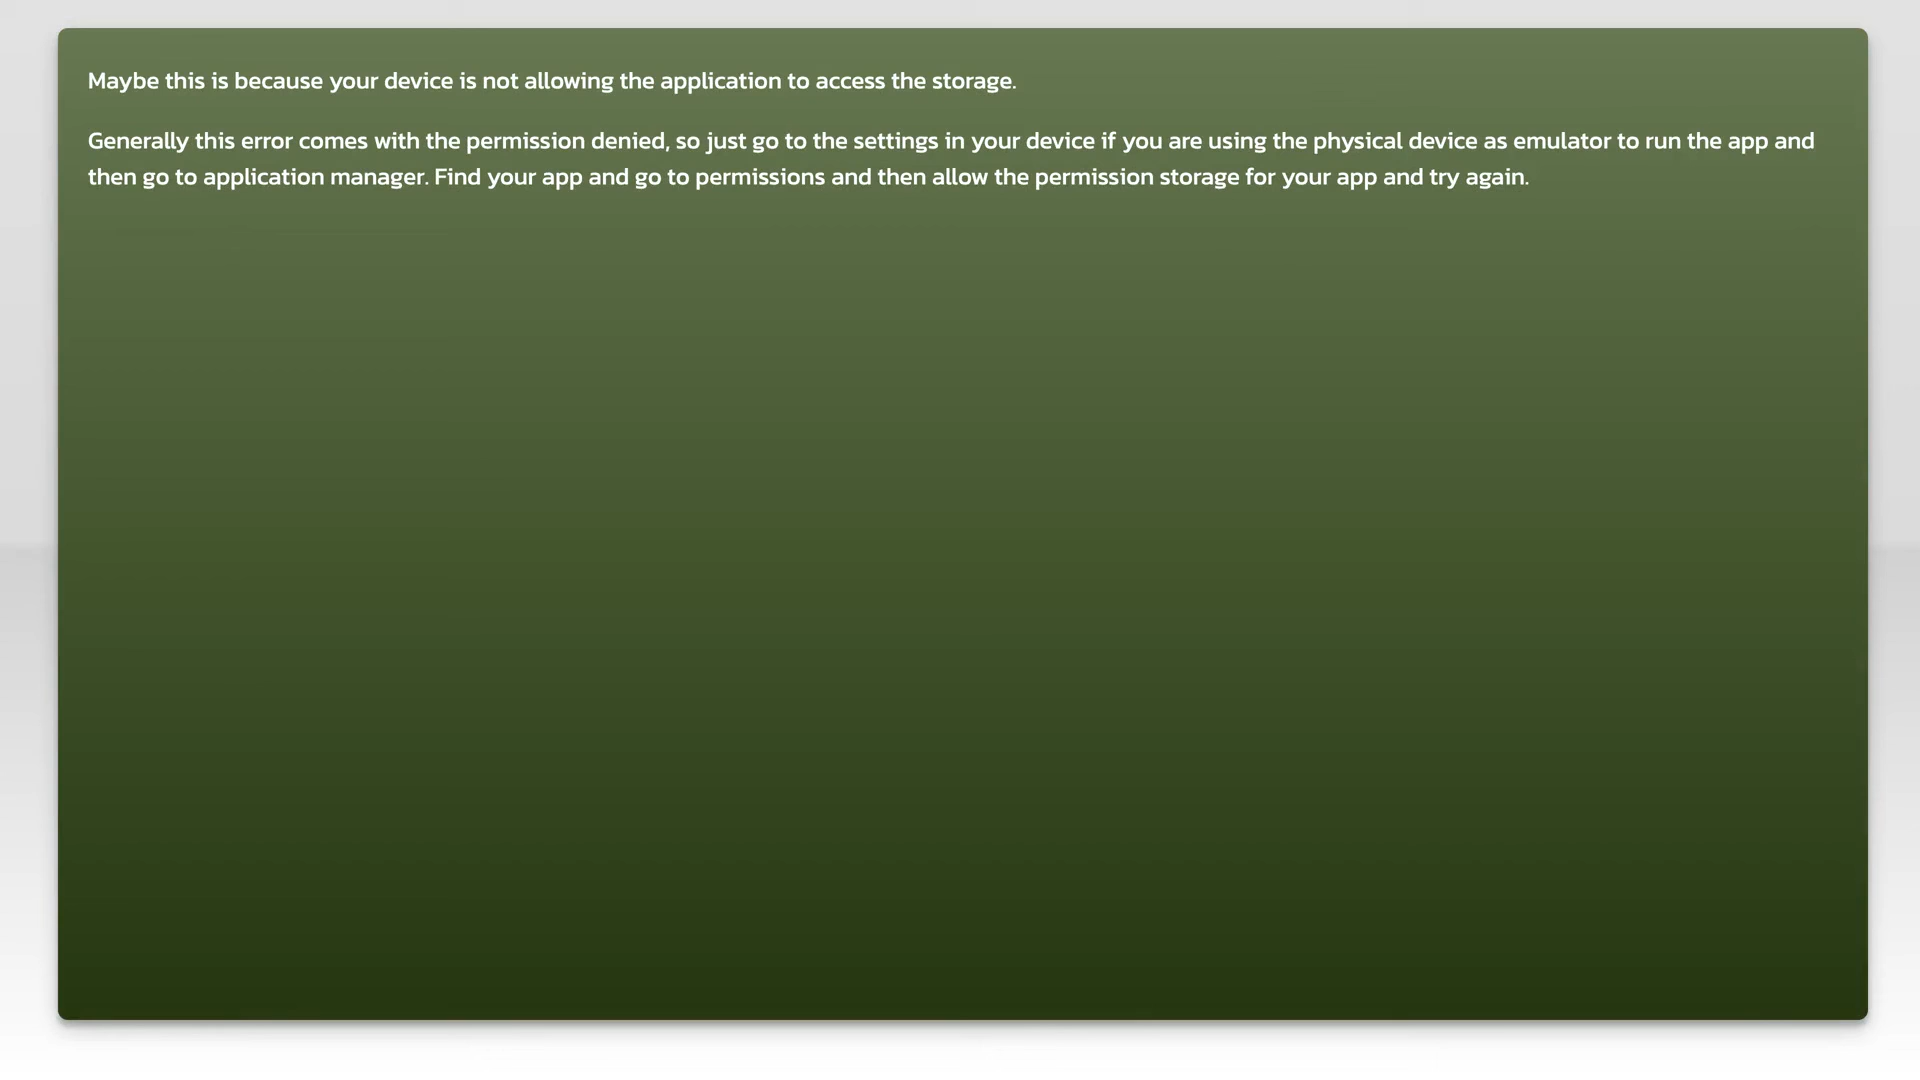 Maybe this is because your device is not allowing the application to access the storage.
Generally this error comes with the permission denied, so just go to the settings in your device if you are using the physical device as emulator to run the app and
then go to application manager. Find your app and go to permissions and then allow the permission storage for your app and try again.